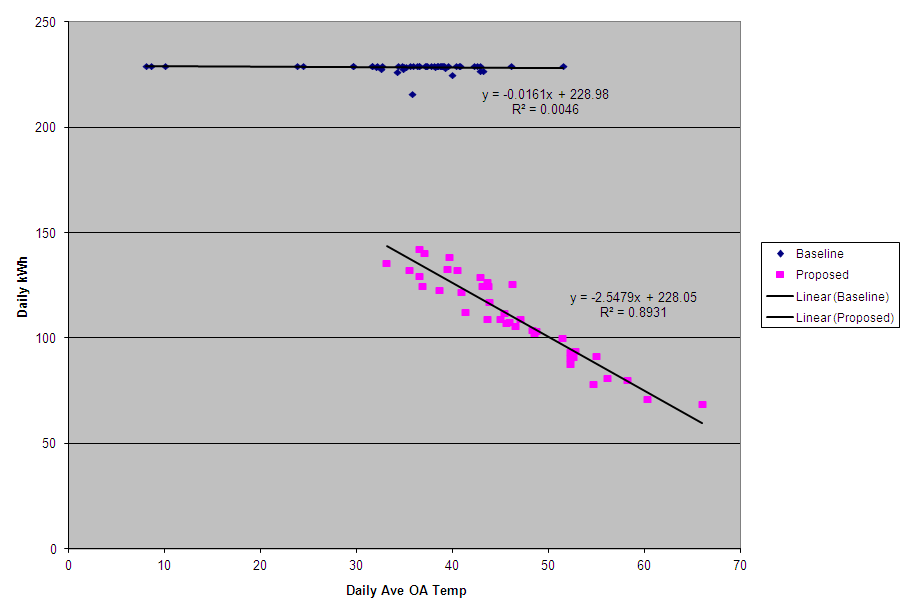 250
200
150
100
50
0
Daily kWh
y = -0.0161x + 228.98
R² = 0.0046
y = -2.5479x + 228.05
R² = 0.8931
0 10 20 30 40 50 60 70
Daily Ave OA Temp
Baseline
Proposed
Linear (Baseline)
Linear (Proposed)